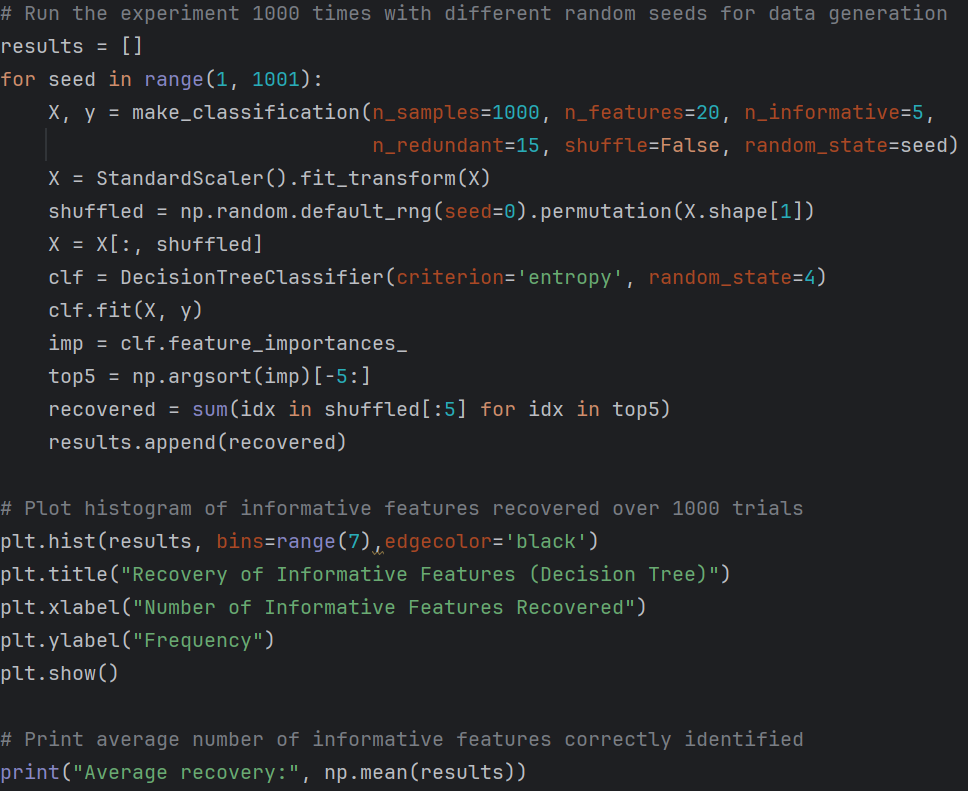 # Run the experiment 1000 times with different random seeds for data generation
results = []
for seed in range(1, 1001):
    X, y = make_classification(n_samples=1000, n_features=20, n_informative=5,
                               n_redundant=15, shuffle=False, random_state=seed)
    X = StandardScaler().fit_transform(X)
    shuffled = np.random.default_rng(seed=0).permutation(X.shape[1])
    X = X[:, shuffled]
    clf = DecisionTreeClassifier(criterion='entropy', random_state=4)
    clf.fit(X, y)
    imp = clf.feature_importances_
    top5 = np.argsort(imp)[-5:]
    recovered = sum(idx in shuffled[:5] for idx in top5)
    results.append(recovered)

# Plot histogram of informative features recovered over 1000 trials
plt.hist(results, bins=range(7),edgecolor='black')
plt.title("Recovery of Informative Features (Decision Tree)")
plt.xlabel("Number of Informative Features Recovered")
plt.ylabel("Frequency")
plt.show()

# Print average number of informative features correctly identified
print("Average recovery:", np.mean(results))